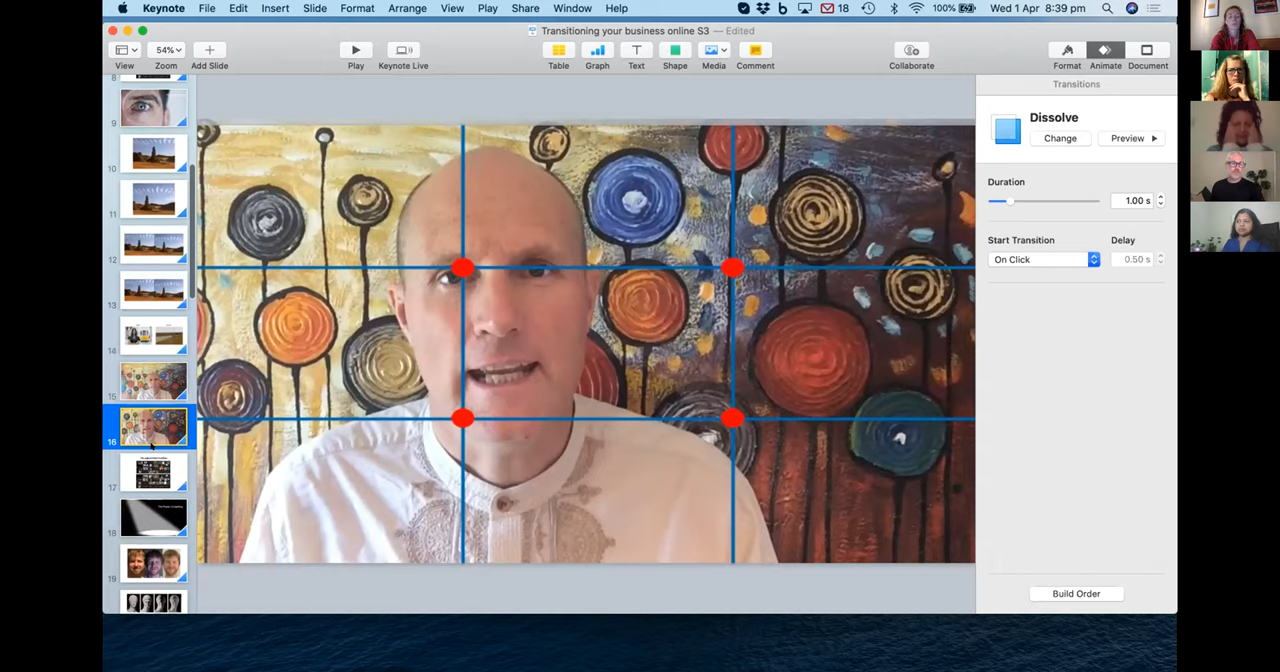 Keynote File Edit Insert Slide Format Arrange View Play Share Window Help 18 100% Wed 1 Apr 8:39 pm
Transitioning your business online S3 — Edited
54%
View Zoom Add Slide Play Keynote Live Table Graph Text Shape Media Comment Collaborate Format Animate Document
Transitions
Dissolve
Change Preview
Duration
1.00 s
Start Transition Delay
On Click 0.50 s
Build Order
8
9
10
11
12
13
14
15
16
17
18
19